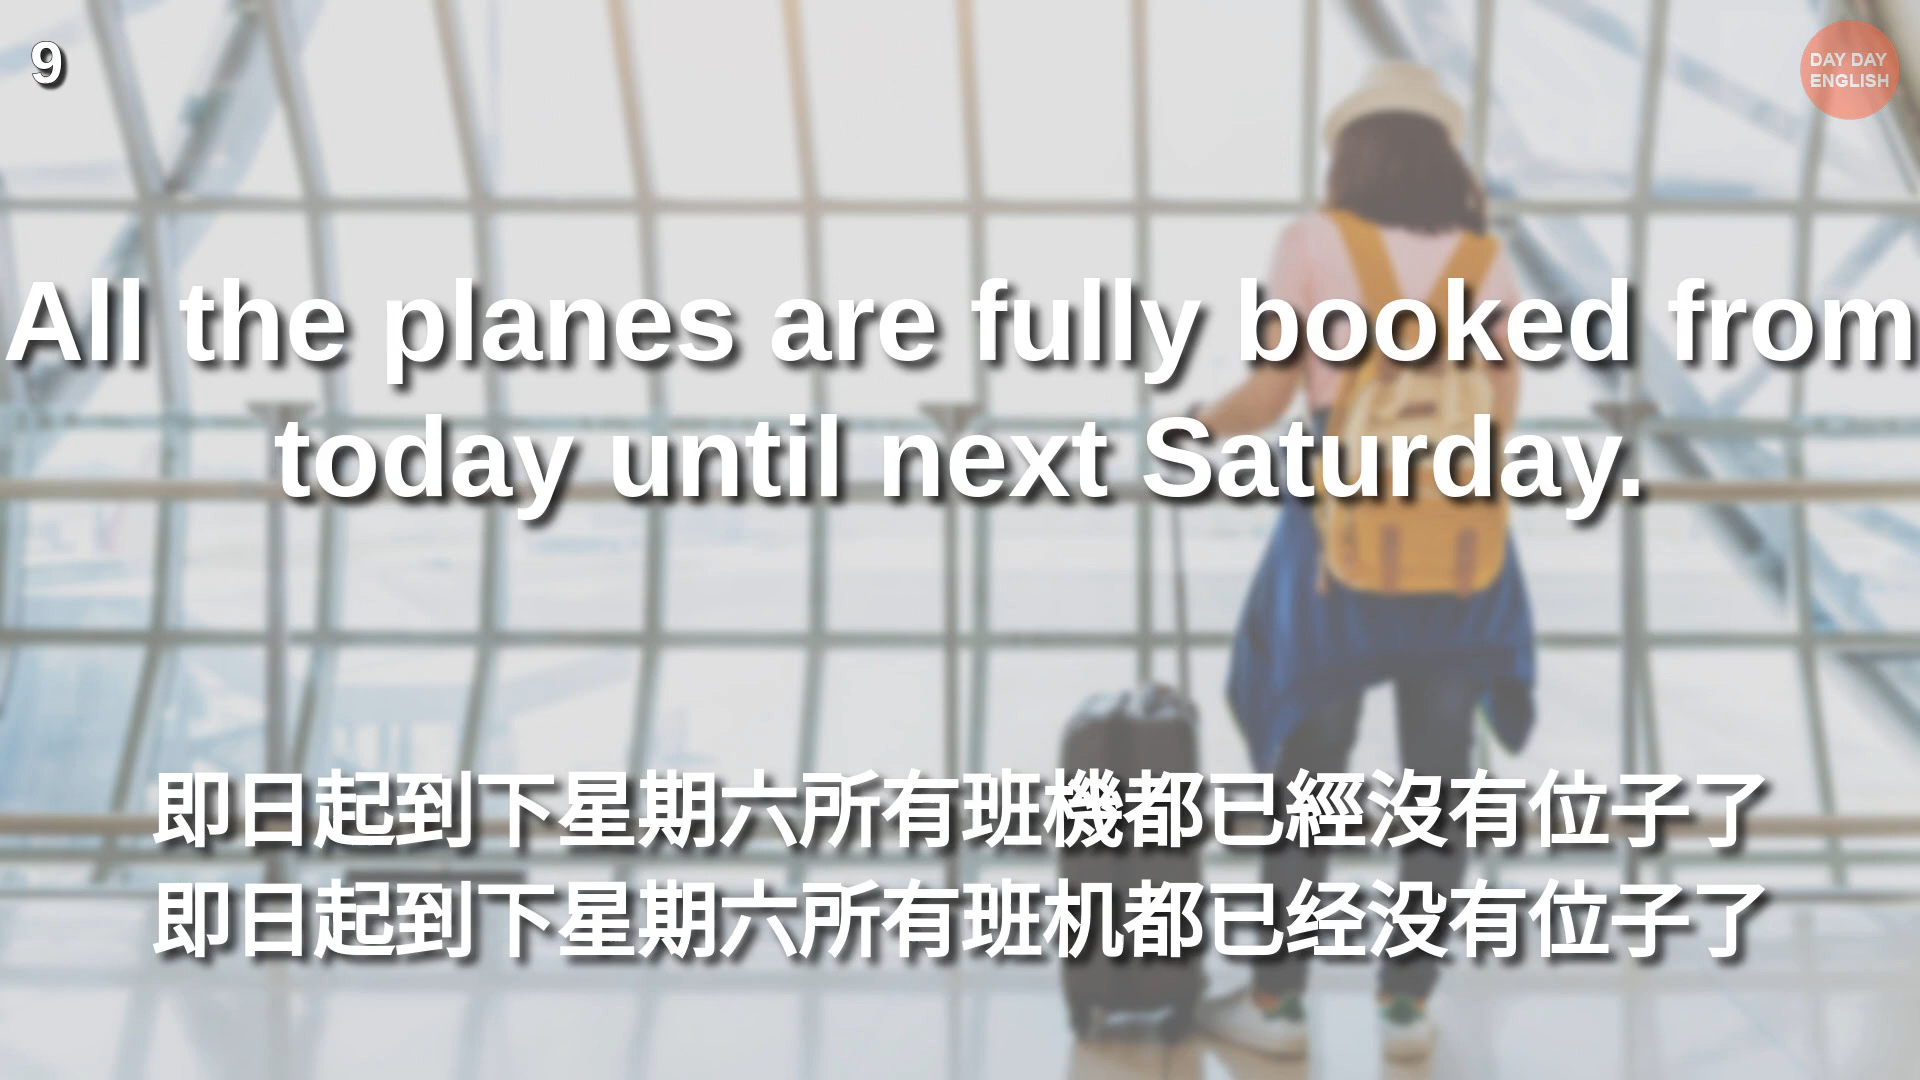 9
DAY DAY
ENGLISH
All the planes are fully booked from
today until next Saturday.
即日起到下星期六所有班機都已經沒有位子了
即日起到下星期六所有班机都已经没有位子了